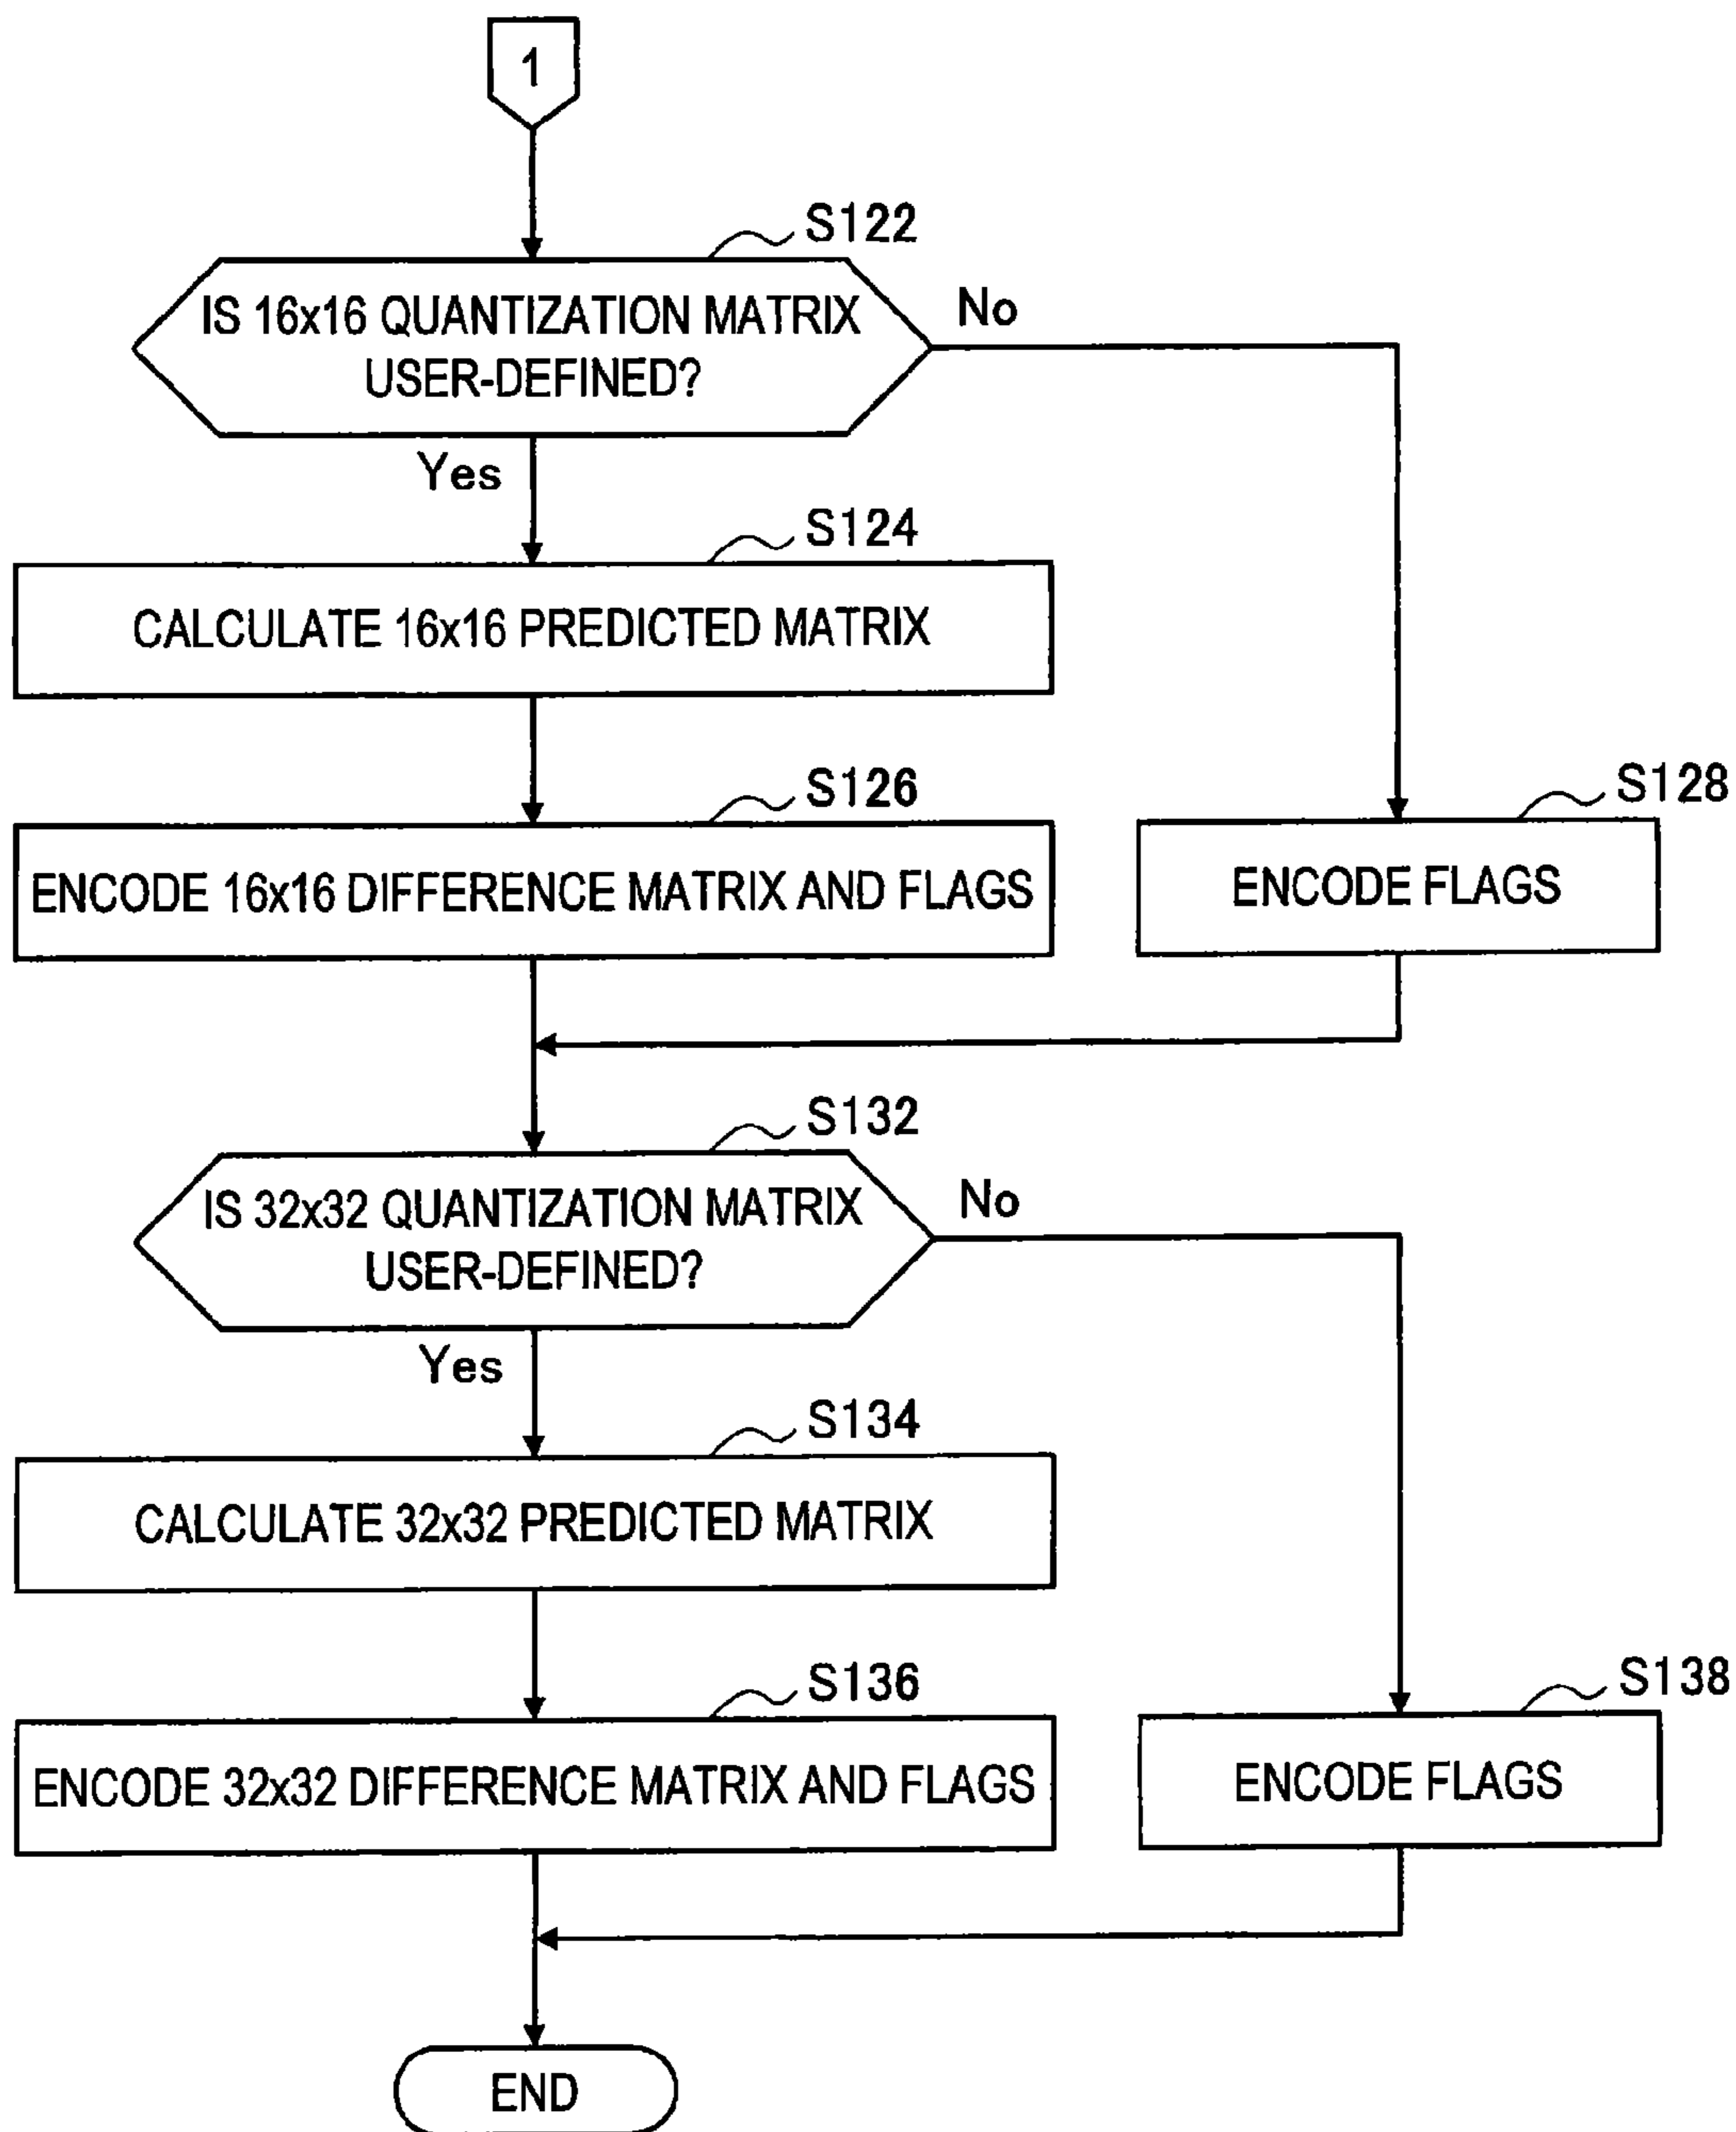 1
S122
IS 16x16 QUANTIZATION MATRIX
USER-DEFINED?
No
Yes
S124
CALCULATE 16x16 PREDICTED MATRIX
S126
ENCODE 16x16 DIFFERENCE MATRIX AND FLAGS
S128
ENCODE FLAGS
S132
IS 32x32 QUANTIZATION MATRIX
USER-DEFINED?
No
Yes
S134
CALCULATE 32x32 PREDICTED MATRIX
S136
ENCODE 32x32 DIFFERENCE MATRIX AND FLAGS
S138
ENCODE FLAGS
END